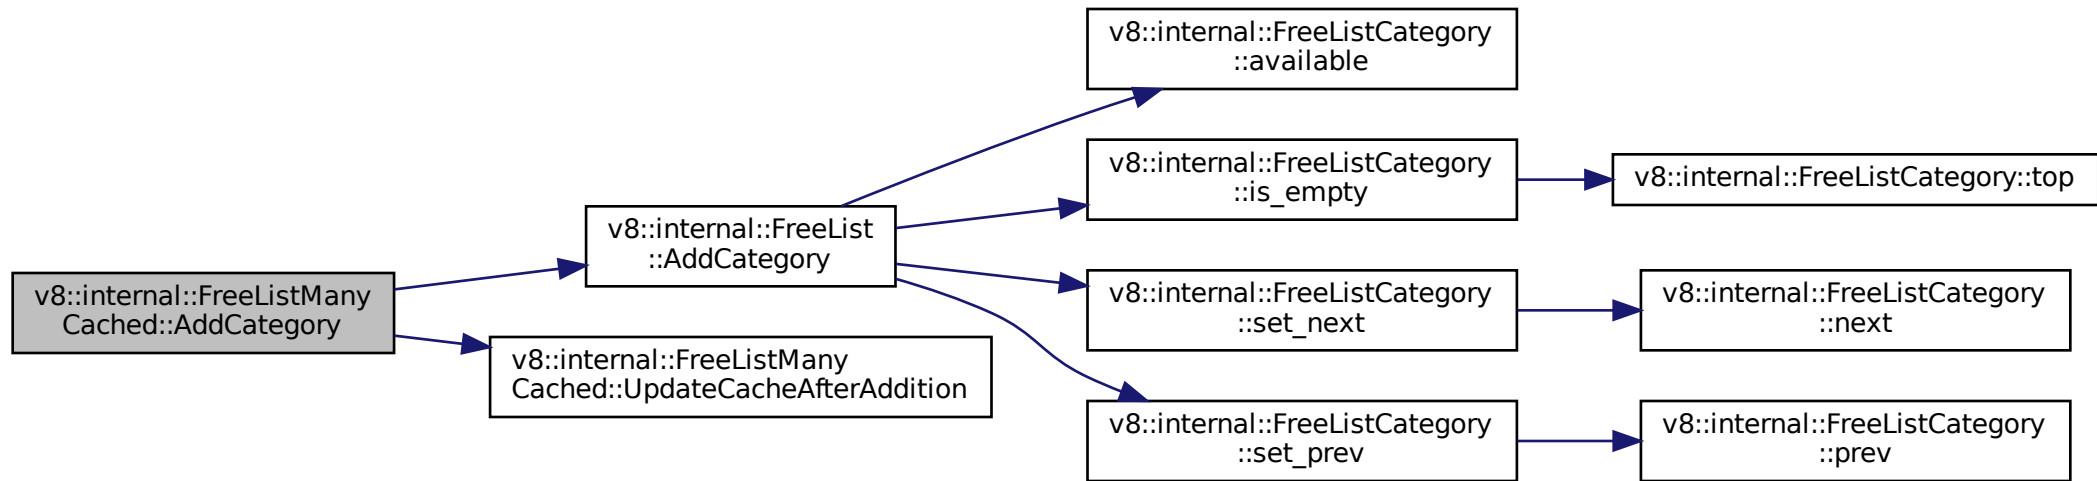 v8::internal::FreeListMany
Cached::AddCategory
v8::internal::FreeList
::AddCategory
v8::internal::FreeListMany
Cached::UpdateCacheAfterAddition
v8::internal::FreeListCategory
::available
v8::internal::FreeListCategory
::is_empty
v8::internal::FreeListCategory
::set_next
v8::internal::FreeListCategory
::set_prev
v8::internal::FreeListCategory::top
v8::internal::FreeListCategory
::next
v8::internal::FreeListCategory
::prev